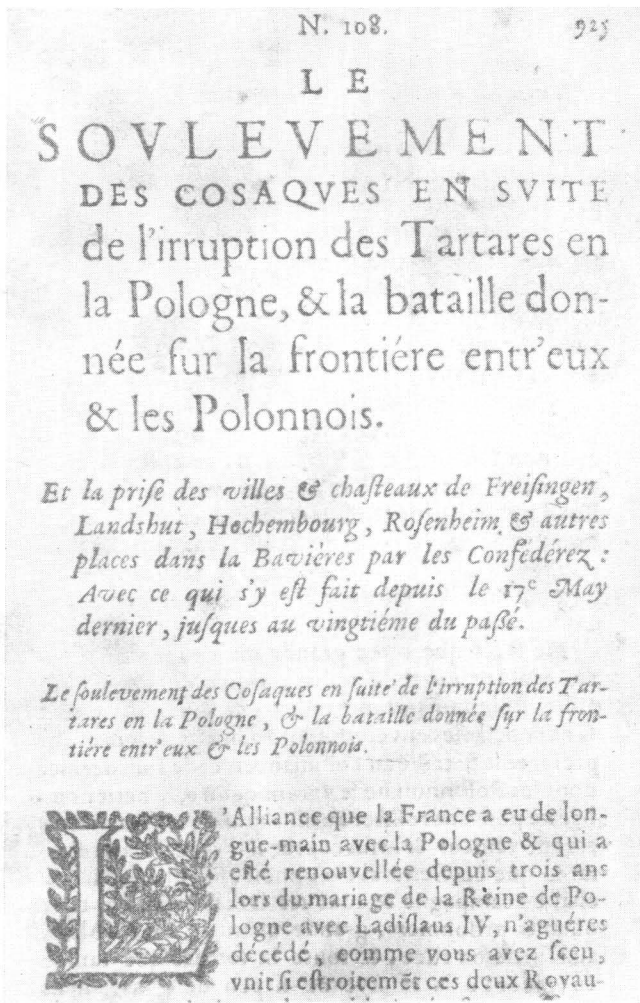 N. 108. 925
LE
SOVLEVEMENT
DES COSAQVES EN SVITE
de l'irruption des Tartares en
la Pologne, & la bataille don-
née ſur la frontiére entr'eux
& les Polonnois.
Et la priſe des villes & chaſteaux de Freiſingen,
Landshut, Hochembourg, Roſenheim & autres
places dans la Baviéres par les Confédérez :
Avec ce qui s'y eſt fait depuis le 17e May
dernier, juſques au vingtiéme du paßé.
Le ſoulevement des Coſaques en ſuite de l'irruption des Tar-
tares en la Pologne, & la bataille donnée ſur la fron-
tiére entr'eux & les Polonnois.
L'Alliance que la France a eu de lon-
gue-main avec la Pologne & qui a
eſté renouvellée depuis trois ans
lors du mariage de la Reine de Po-
logne avec Ladiſlaus IV, n'aguéres
décédé, comme vous avez ſceu,
vnit ſi eſtroitemẽt ces deux Royau-